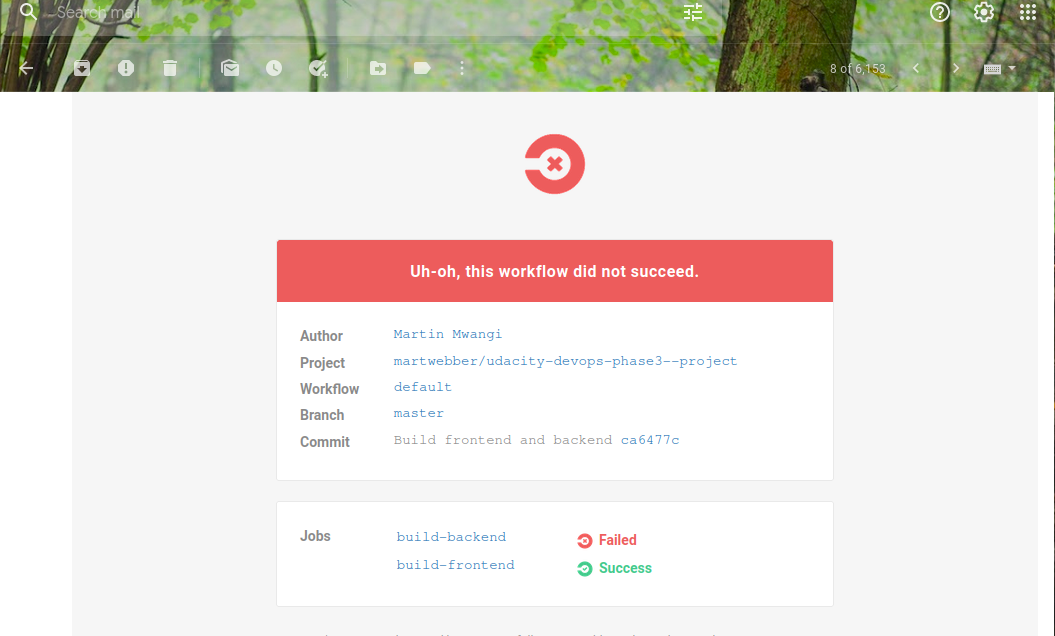 Search mail
8 of 6,153
Uh-oh, this workflow did not succeed.
Author Martin Mwangi
Project martwebber/udacity-devops-phase3--project
Workflow default
Branch master
Commit Build frontend and backend ca6477c
Jobs build-backend Failed
build-frontend Success